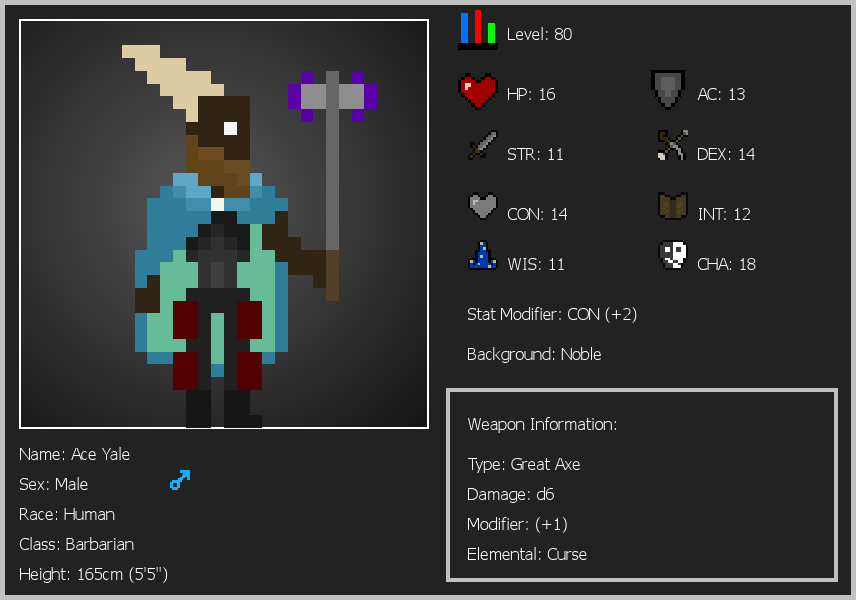 Level: 80
HP: 16
AC: 13
STR: 11
DEX: 14
CON: 14
INT: 12
WIS: 11
CHA: 18
Stat Modifier: CON (+2)
Background: Noble
Weapon Information:
Type: Great Axe
Damage: d6
Modifier: (+1)
Elemental: Curse
Name: Ace Yale
Sex: Male
Race: Human
Class: Barbarian
Height: 165cm (5'5")